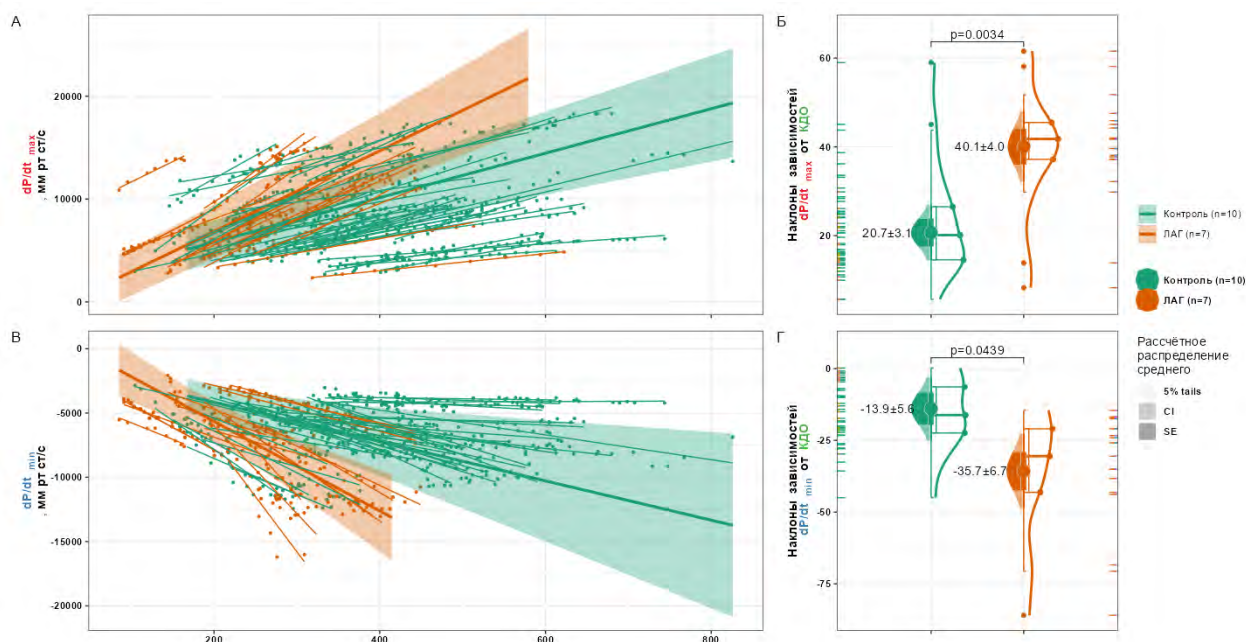 А
dP/dt max
, мм рт ст/с
20000
10000
0
Б
p=0.0034
Наклоны зависимостей
dP/dt max от КДО
60
40
20
40.1±4.0
20.7±3.1
Контроль (n=10)
ЛАГ (n=7)
Контроль (n=10)
ЛАГ (n=7)
Рассчётное
распределение
среднего
5% tails
CI
SE
В
dP/dt min
, мм рт ст/с
0
-5000
-10000
-15000
-20000
200
400
600
800
Г
p=0.0439
Наклоны зависимостей
dP/dt min от КДО
0
-25
-50
-75
-13.9±5.6
-35.7±6.7